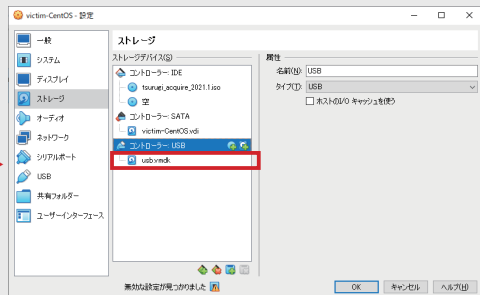 victim-CentOS - 設定
一般
システム
ディスプレイ
ストレージ
オーディオ
ネットワーク
シリアルポート
USB
共有フォルダー
ユーザーインターフェース
ストレージ
ストレージデバイス(S)
コントローラー: IDE
tsurugi_acquire_2021.1.iso
空
コントローラー: SATA
victim-CentOS.vdi
コントローラー: USB
usb.vmdk
属性
名前(N): USB
タイプ(T): USB
ホストのI/O キャッシュを使う
無効な設定が見つかりました
OK キャンセル ヘルプ(H)